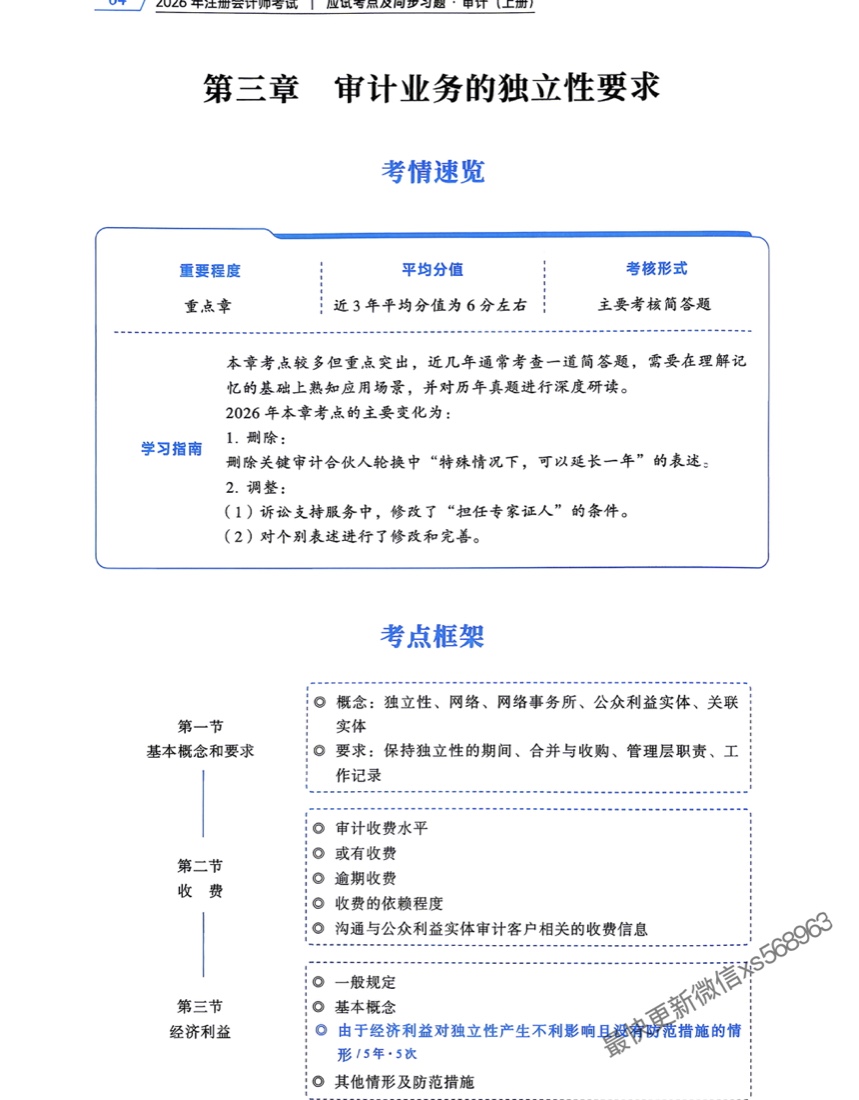 64 2026年注册会计师考试 | 应试考点及同步习题·审计（上册）
第三章 审计业务的独立性要求
考情速览
重要程度 平均分值 考核形式
重点章 近3年平均分值为6分左右 主要考核简答题
学习指南
本章考点较多但重点突出，近几年通常考查一道简答题，需要在理解记
忆的基础上熟知应用场景，并对历年真题进行深度研读。
2026年本章考点的主要变化为：
1. 删除：
删除关键审计合伙人轮换中“特殊情况下，可以延长一年”的表述。
2. 调整：
（1）诉讼支持服务中，修改了“担任专家证人”的条件。
（2）对个别表述进行了修改和完善。
考点框架
第一节
基本概念和要求
◎ 概念：独立性、网络、网络事务所、公众利益实体、关联
实体
◎ 要求：保持独立性的期间、合并与收购、管理层职责、工
作记录
第二节
收 费
◎ 审计收费水平
◎ 或有收费
◎ 逾期收费
◎ 收费的依赖程度
◎ 沟通与公众利益实体审计客户相关的收费信息
第三节
经济利益
◎ 一般规定
◎ 基本概念
◎ 由于经济利益对独立性产生不利影响且没有防范措施的情
形/5年·5次
◎ 其他情形及防范措施
最快更新微信xs568963